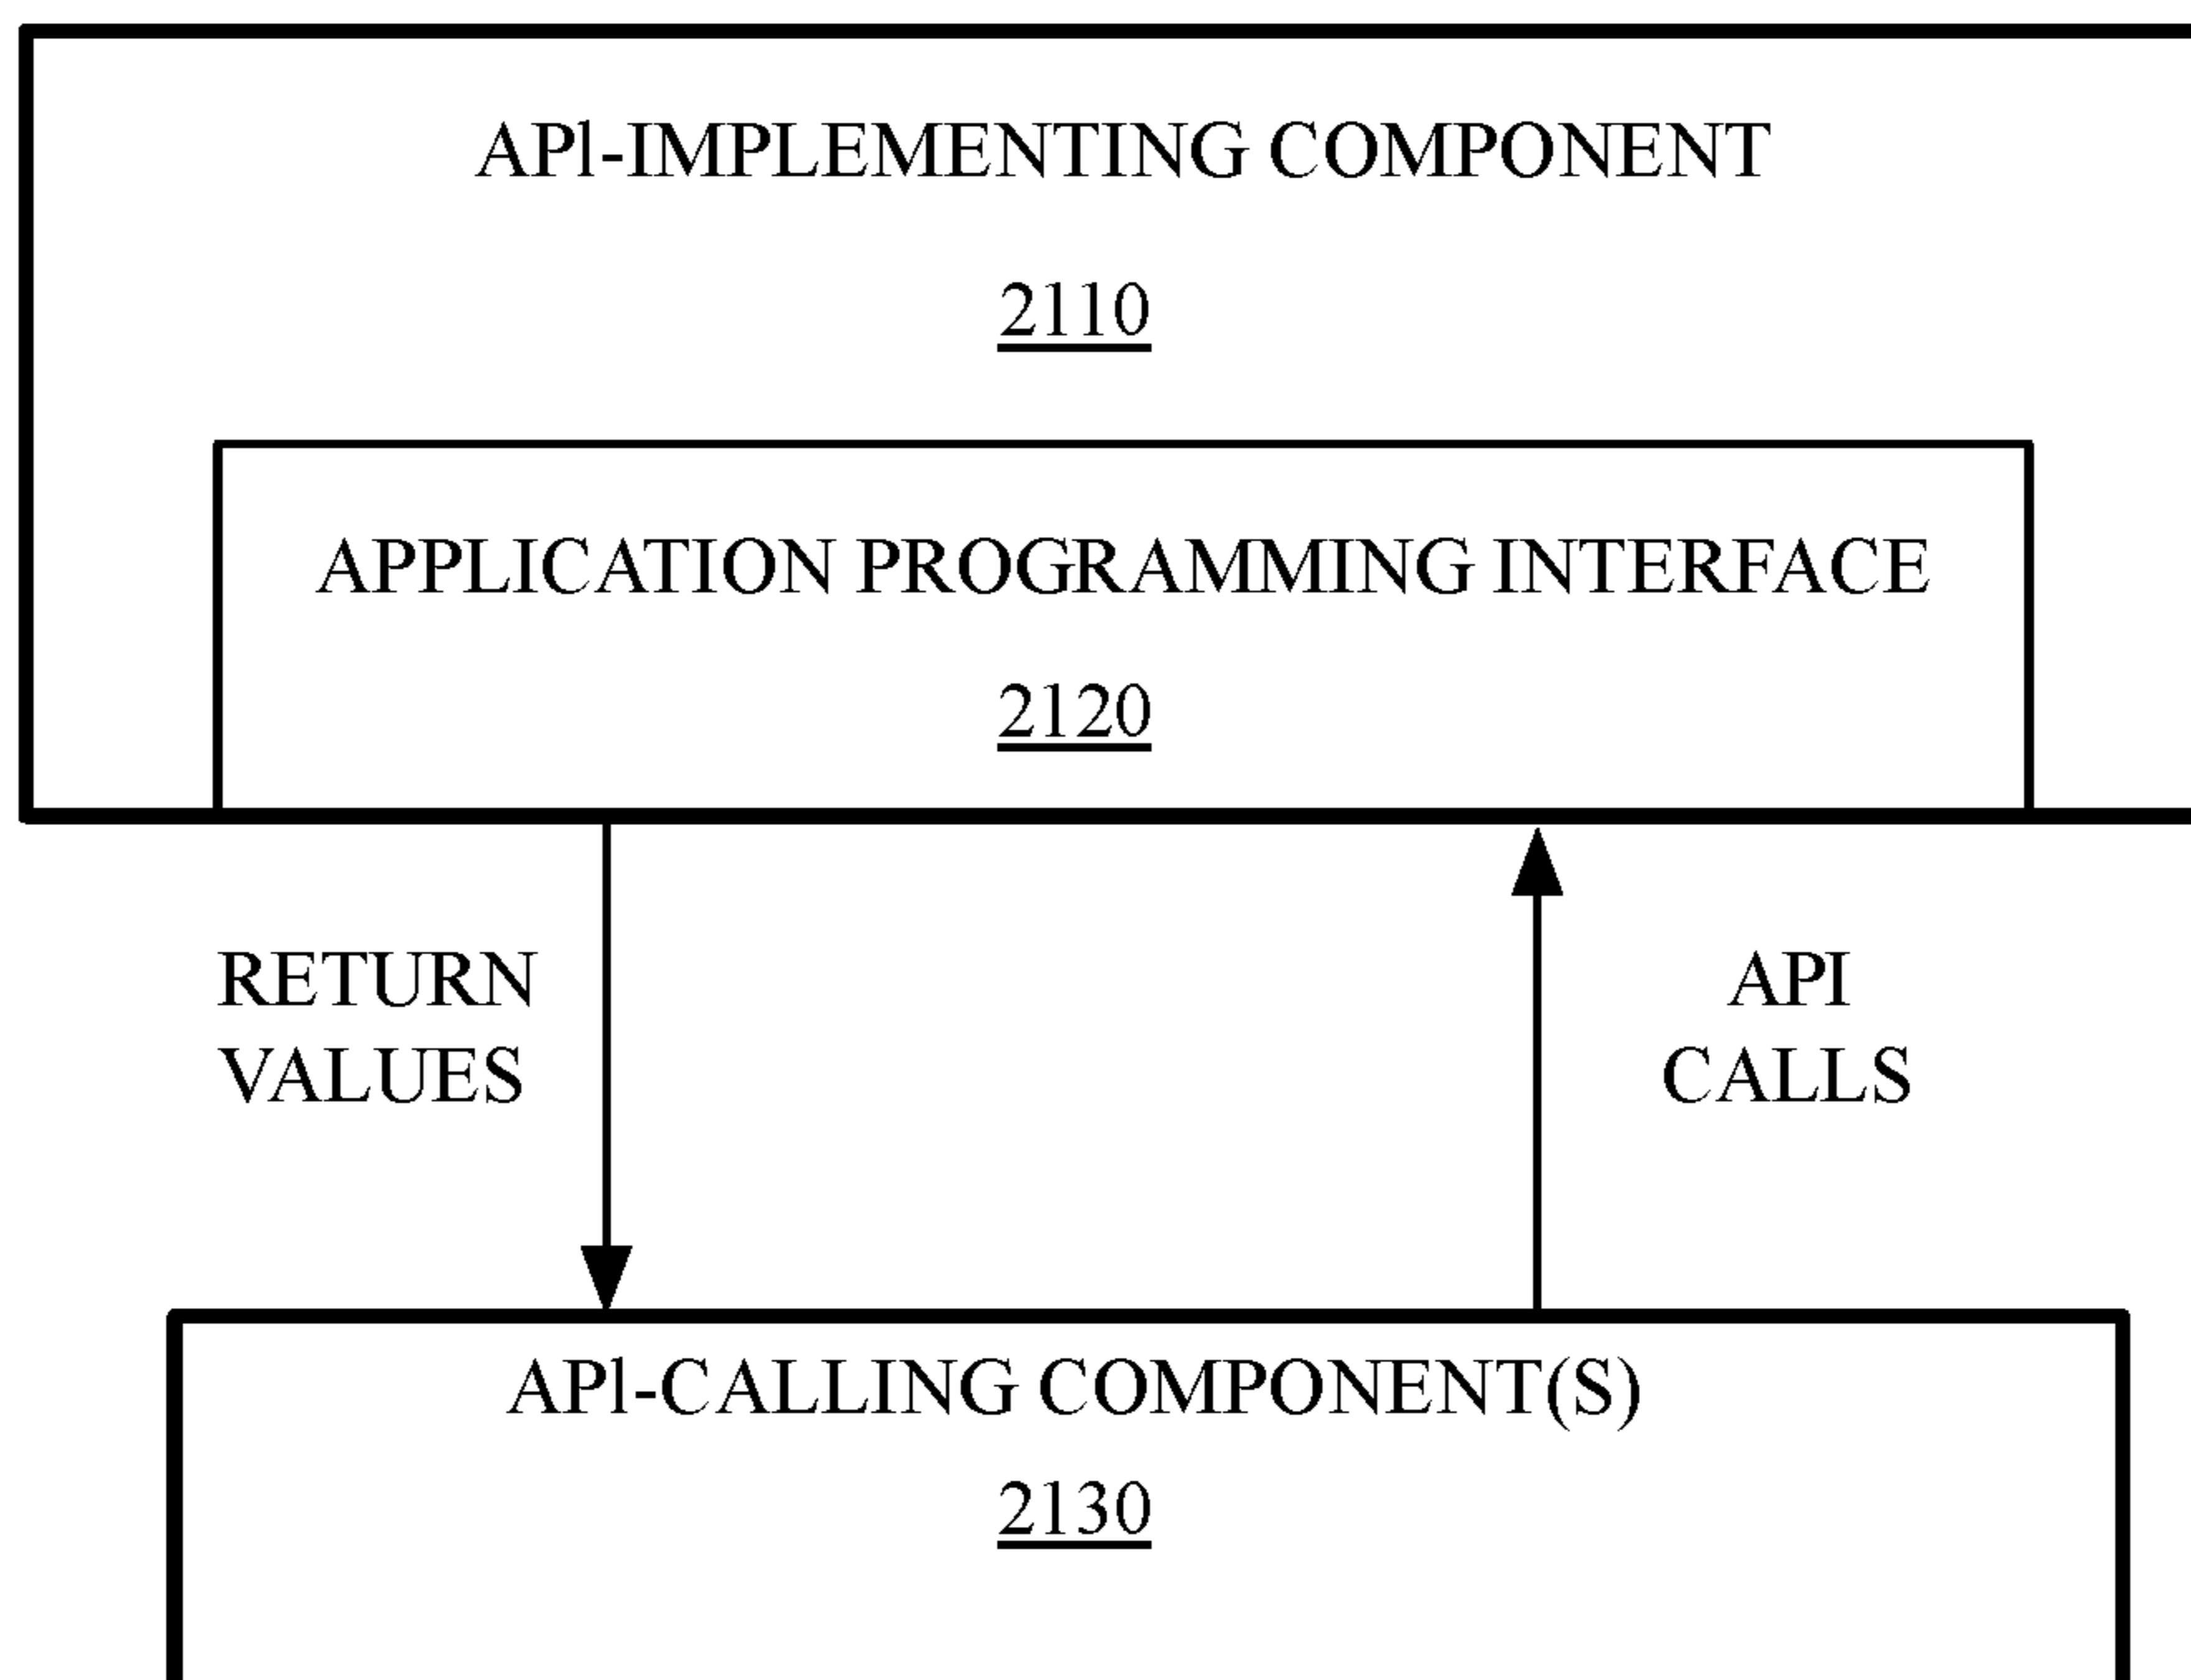 APl-IMPLEMENTING COMPONENT
2110
APPLICATION PROGRAMMING INTERFACE
2120
RETURN
VALUES
API
CALLS
APl-CALLING COMPONENT(S)
2130